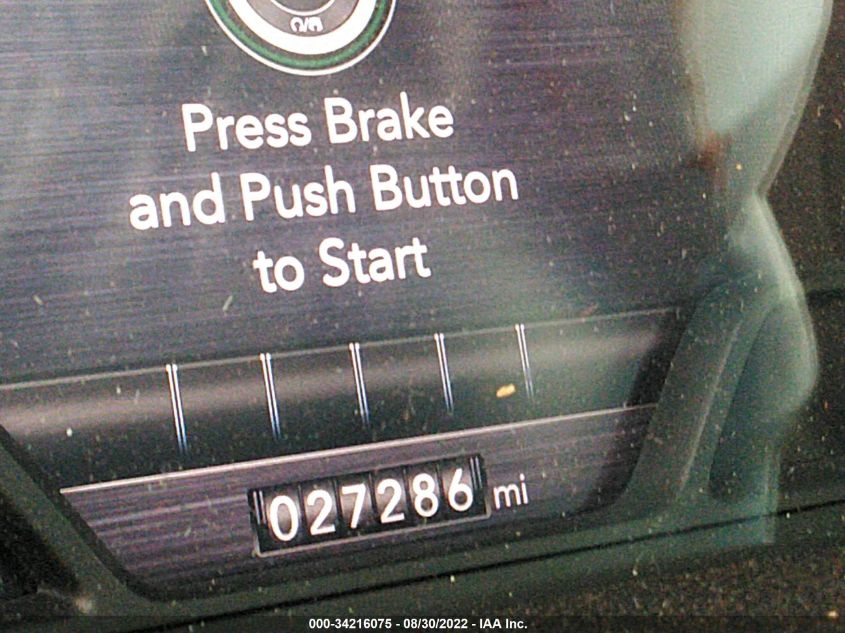 Press Brake
and Push Button
to Start
027286 mi
000-34216075 - 08/30/2022 - IAA Inc.